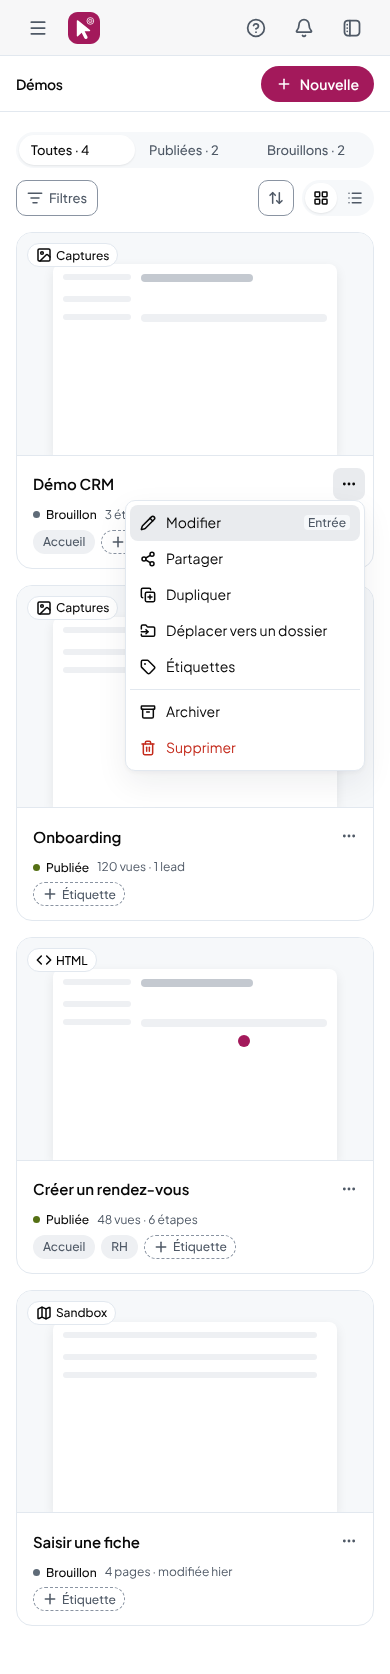 Démos
Nouvelle
Toutes · 4
Publiées · 2
Brouillons · 2
Filtres
Captures
Démo CRM
Brouillon
Accueil
Modifier
Entrée
Partager
Dupliquer
Déplacer vers un dossier
Étiquettes
Archiver
Supprimer
Captures
Onboarding
Publiée 120 vues · 1 lead
Étiquette
HTML
Créer un rendez-vous
Publiée 48 vues · 6 étapes
Accueil RH Étiquette
Sandbox
Saisir une fiche
Brouillon 4 pages · modifiée hier
Étiquette